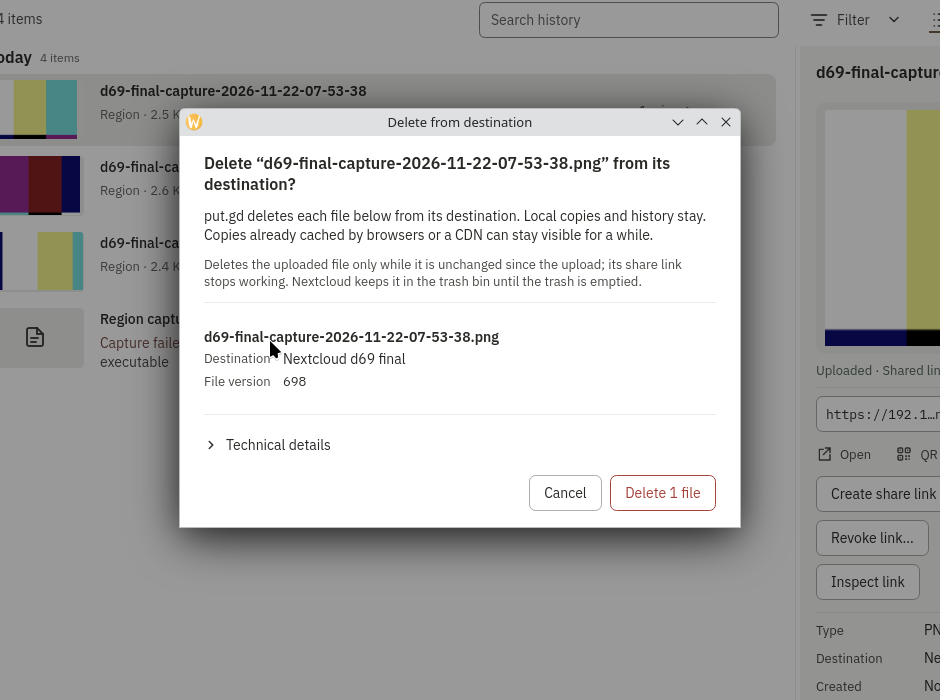 4 items
Search history
Filter
oday 4 items
d69-final-capture-2026-11-22-07-53-38
Region · 2.5 K
d69-final-ca
Region · 2.6 K
d69-final-ca
Region · 2.4 K
Region captu
Capture faile
executable
Delete from destination
Delete “d69-final-capture-2026-11-22-07-53-38.png” from its
destination?
put.gd deletes each file below from its destination. Local copies and history stay.
Copies already cached by browsers or a CDN can stay visible for a while.
Deletes the uploaded file only while it is unchanged since the upload; its share link
stops working. Nextcloud keeps it in the trash bin until the trash is emptied.
d69-final-capture-2026-11-22-07-53-38.png
Destination Nextcloud d69 final
File version 698
Technical details
Cancel
Delete 1 file
d69-final-captur
Uploaded · Shared lin
https://192.1…r
Open
QR
Create share link
Revoke link...
Inspect link
Type PN
Destination Ne
Created No